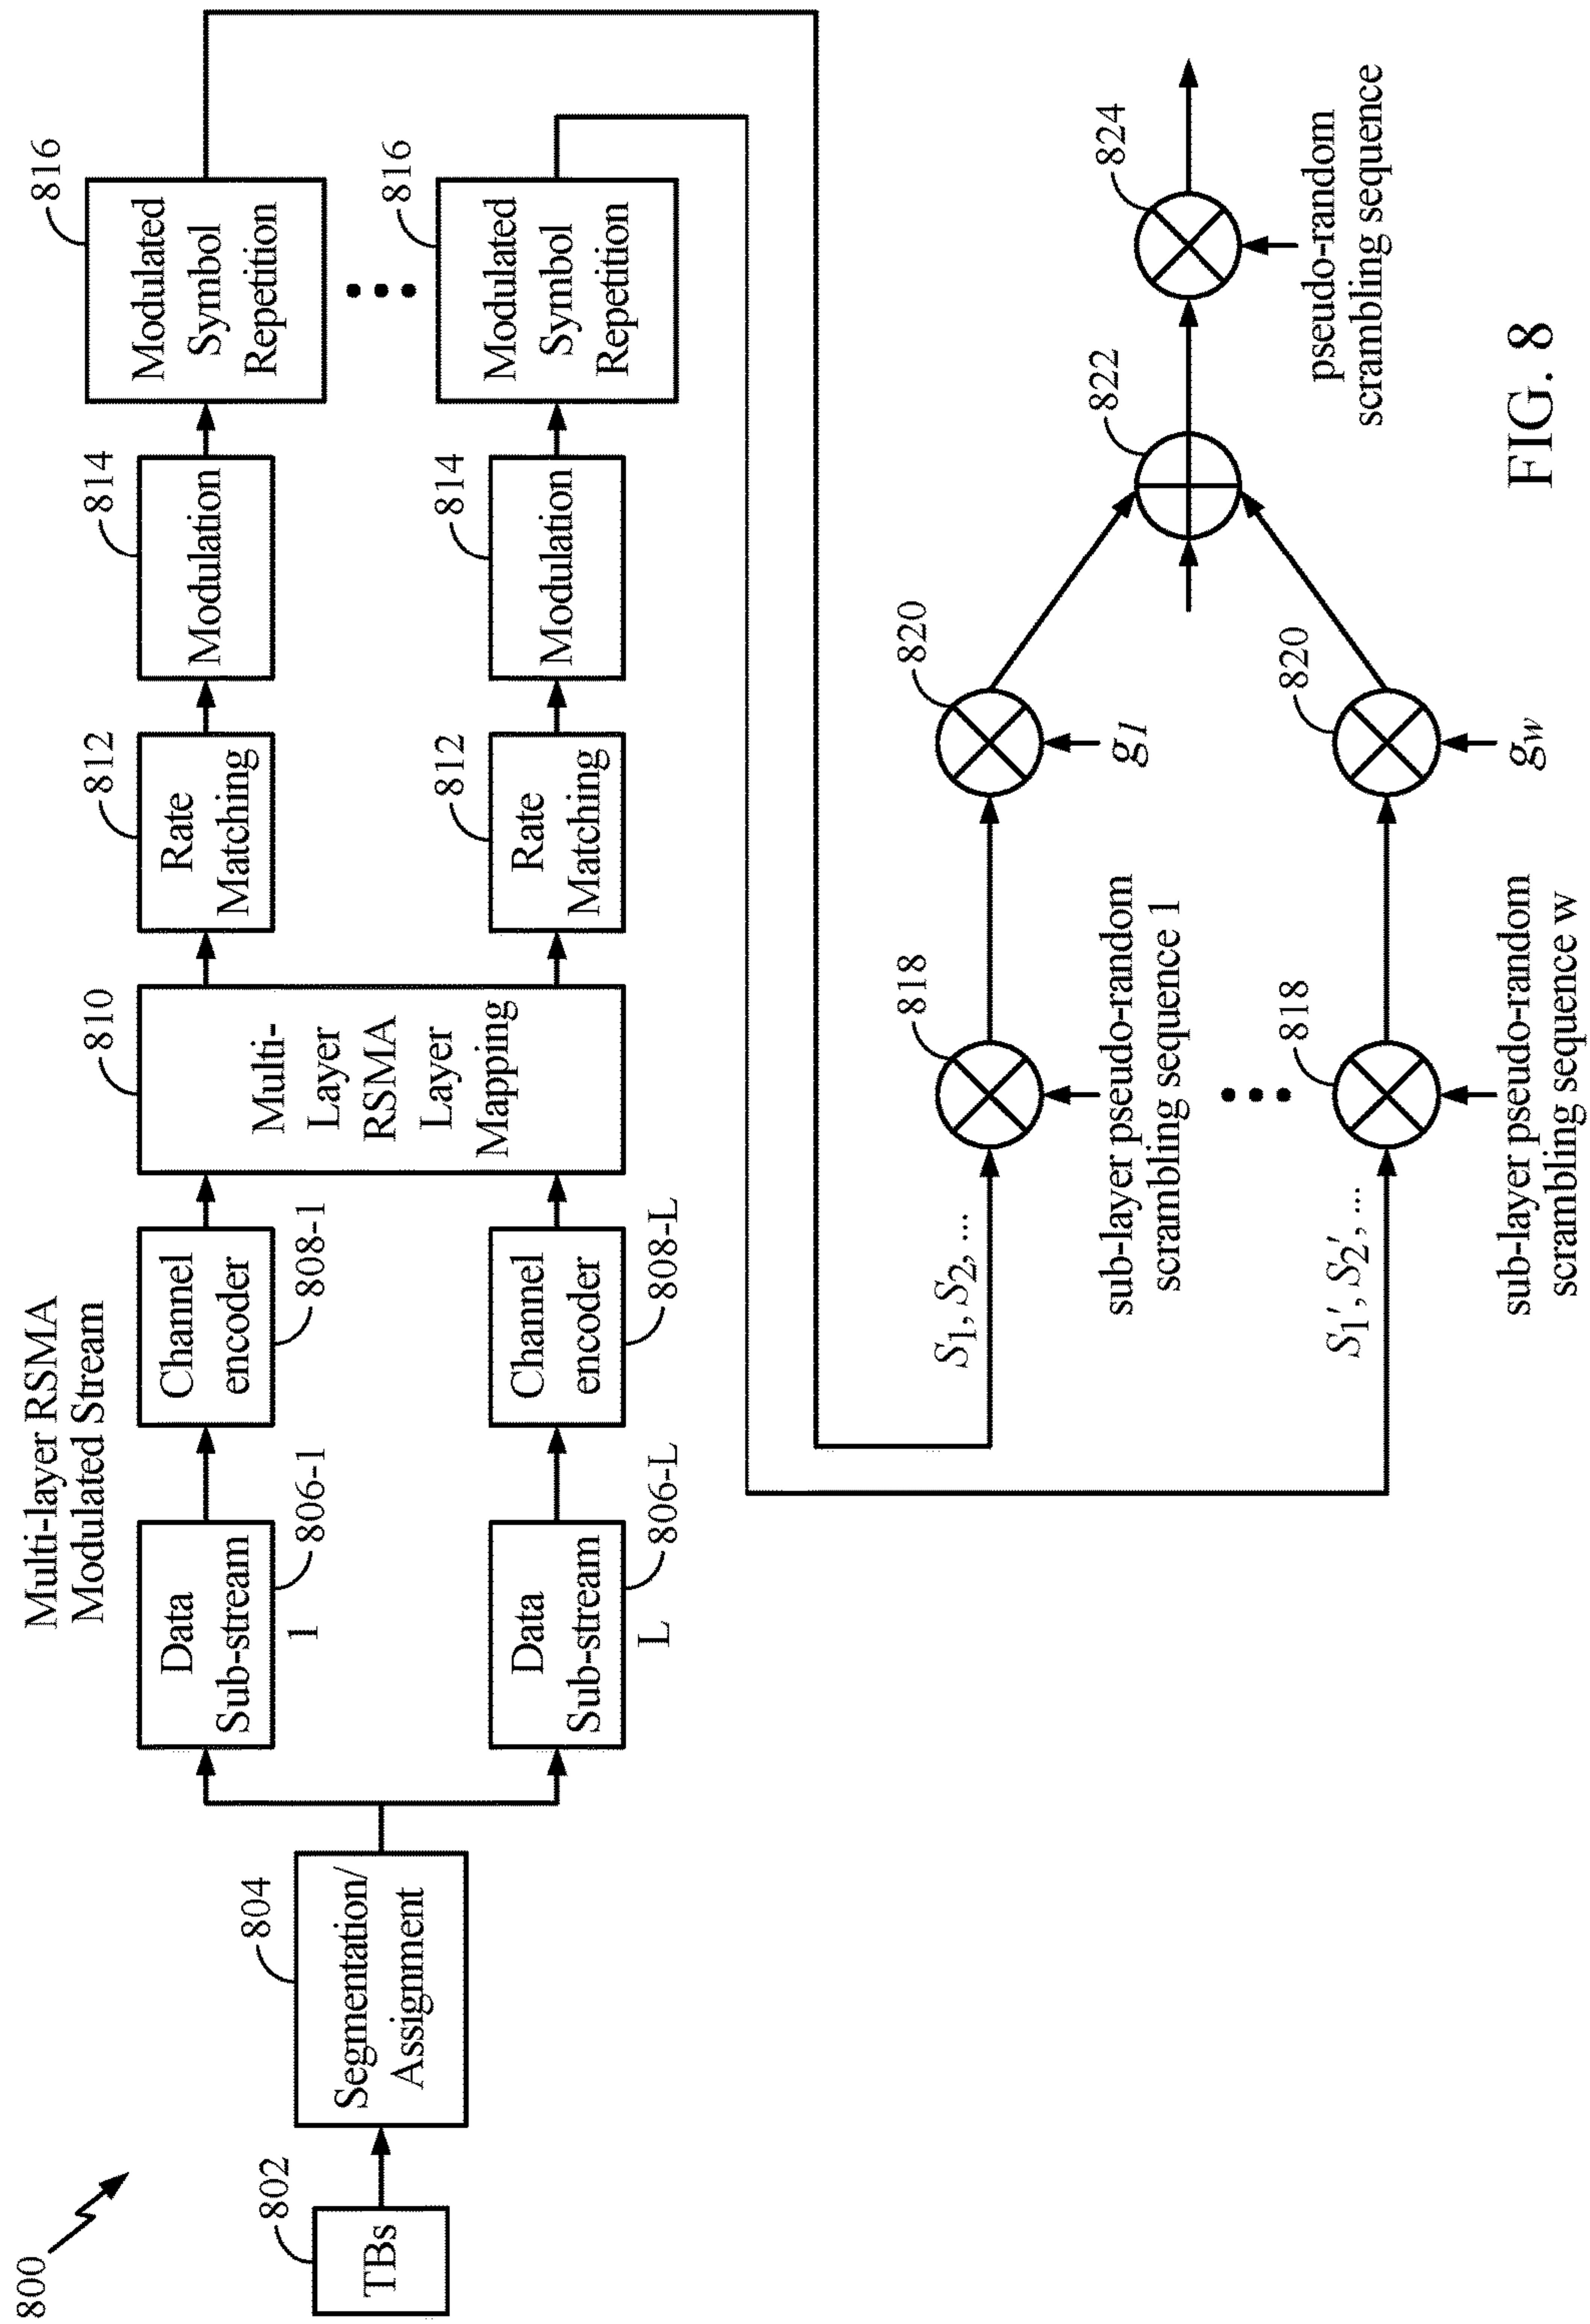 800
Multi-layer RSMA
Modulated Stream
802
TBs
804
Segmentation/
Assignment
Data
Sub-stream
1
806-1
Channel
encoder
808-1
Data
Sub-stream
L
806-L
Channel
encoder
808-L
810
Multi-
Layer
RSMA
Layer
Mapping
812
Rate
Matching
814
Modulation
816
Modulated
Symbol
Repetition
812
Rate
Matching
814
Modulation
816
Modulated
Symbol
Repetition
S1, S2, ...
818
sub-layer pseudo-random
scrambling sequence 1
820
g1
S1′, S2′, ...
818
sub-layer pseudo-random
scrambling sequence w
820
gw
822
824
pseudo-random
scrambling sequence
FIG. 8